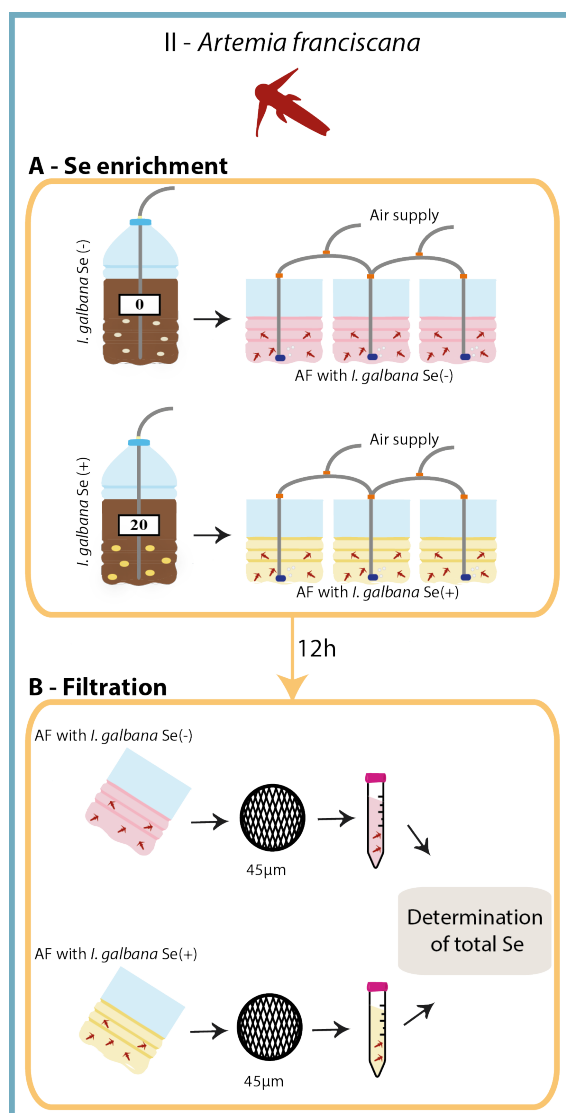 II - Artemia franciscana
A - Se enrichment
I. galbana Se (-)
0
Air supply
AF with I. galbana Se(-)
I. galbana Se (+)
20
Air supply
AF with I. galbana Se(+)
12h
B - Filtration
AF with I. galbana Se(-)
45µm
Determination
of total Se
AF with I. galbana Se(+)
45µm